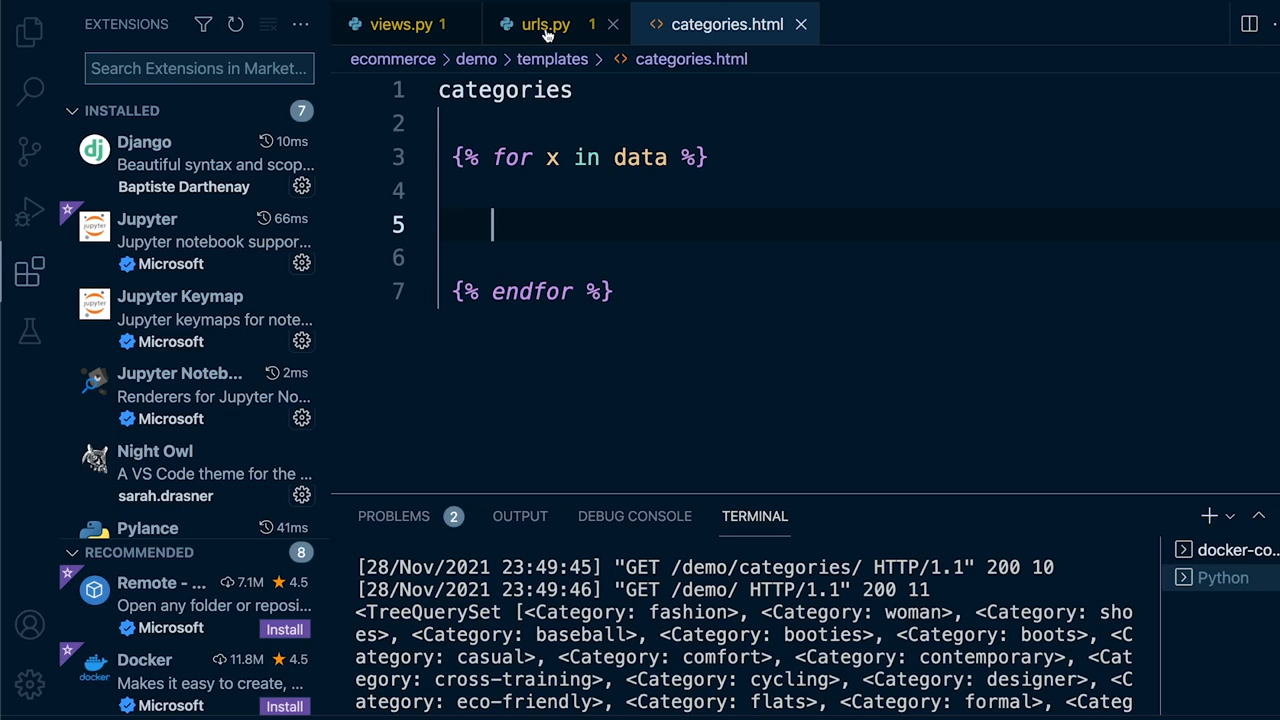 EXTENSIONS
Search Extensions in Market...
INSTALLED 7
Django 10ms
Beautiful syntax and scop...
Baptiste Darthenay
Jupyter 66ms
Jupyter notebook suppor...
Microsoft
Jupyter Keymap
Jupyter keymaps for note...
Microsoft
Jupyter Noteb... 2ms
Renderers for Jupyter No...
Microsoft
Night Owl
A VS Code theme for the ...
sarah.drasner
Pylance 41ms
RECOMMENDED 8
Remote - ... 7.1M 4.5
Open any folder or reposi...
Microsoft Install
Docker 11.8M 4.5
Makes it easy to create, ...
Microsoft Install
views.py 1 urls.py 1 categories.html
ecommerce > demo > templates > categories.html
1 categories
2
3 {% for x in data %}
4
5
6
7 {% endfor %}
PROBLEMS 2 OUTPUT DEBUG CONSOLE TERMINAL
[28/Nov/2021 23:49:45] "GET /demo/categories/ HTTP/1.1" 200 10
[28/Nov/2021 23:49:46] "GET /demo/ HTTP/1.1" 200 11
<TreeQuerySet [<Category: fashion>, <Category: woman>, <Category: sho
es>, <Category: baseball>, <Category: booties>, <Category: boots>, <C
ategory: casual>, <Category: comfort>, <Category: contemporary>, <Cat
egory: cross-training>, <Category: cycling>, <Category: designer>, <C
ategory: eco-friendly>, <Category: flats>, <Category: formal>, <Categ
docker-co...
Python